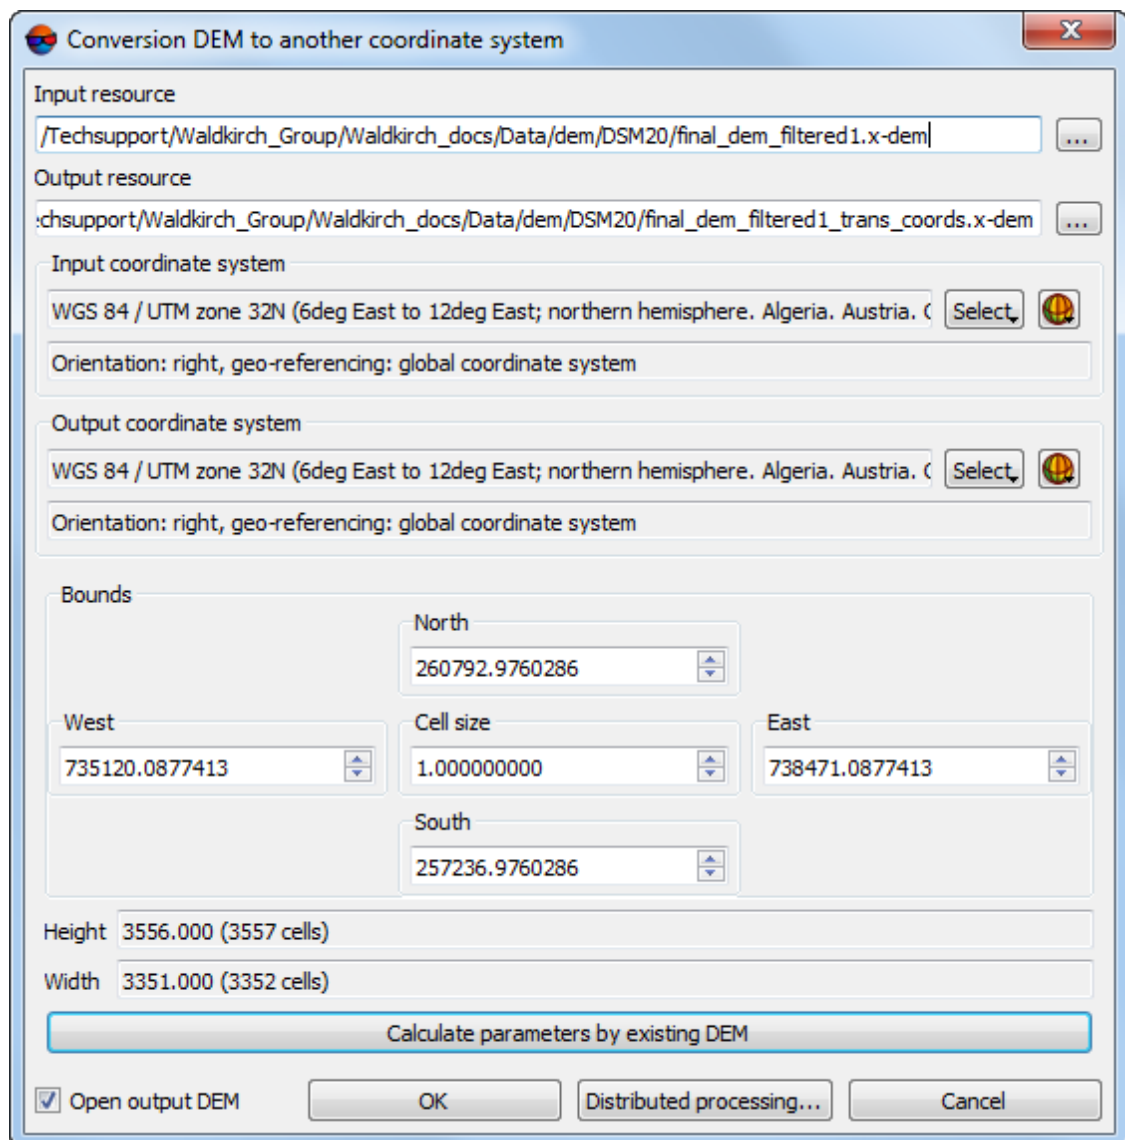 Conversion DEM to another coordinate system
Input resource
/Techsupport/Waldkirch_Group/Waldkirch_docs/Data/dem/DSM20/final_dem_filtered1.x-dem
...
Output resource
chsupport/Waldkirch_Group/Waldkirch_docs/Data/dem/DSM20/final_dem_filtered1_trans_coords.x-dem
...
Input coordinate system
WGS 84 / UTM zone 32N (6deg East to 12deg East; northern hemisphere. Algeria. Austria.
Select
Orientation: right, geo-referencing: global coordinate system
Output coordinate system
WGS 84 / UTM zone 32N (6deg East to 12deg East; northern hemisphere. Algeria. Austria.
Select
Orientation: right, geo-referencing: global coordinate system
Bounds
North
260792.9760286
West
Cell size
East
735120.0877413
1.000000000
738471.0877413
South
257236.9760286
Height 3556.000 (3557 cells)
Width 3351.000 (3352 cells)
Calculate parameters by existing DEM
Open output DEM
OK
Distributed processing...
Cancel